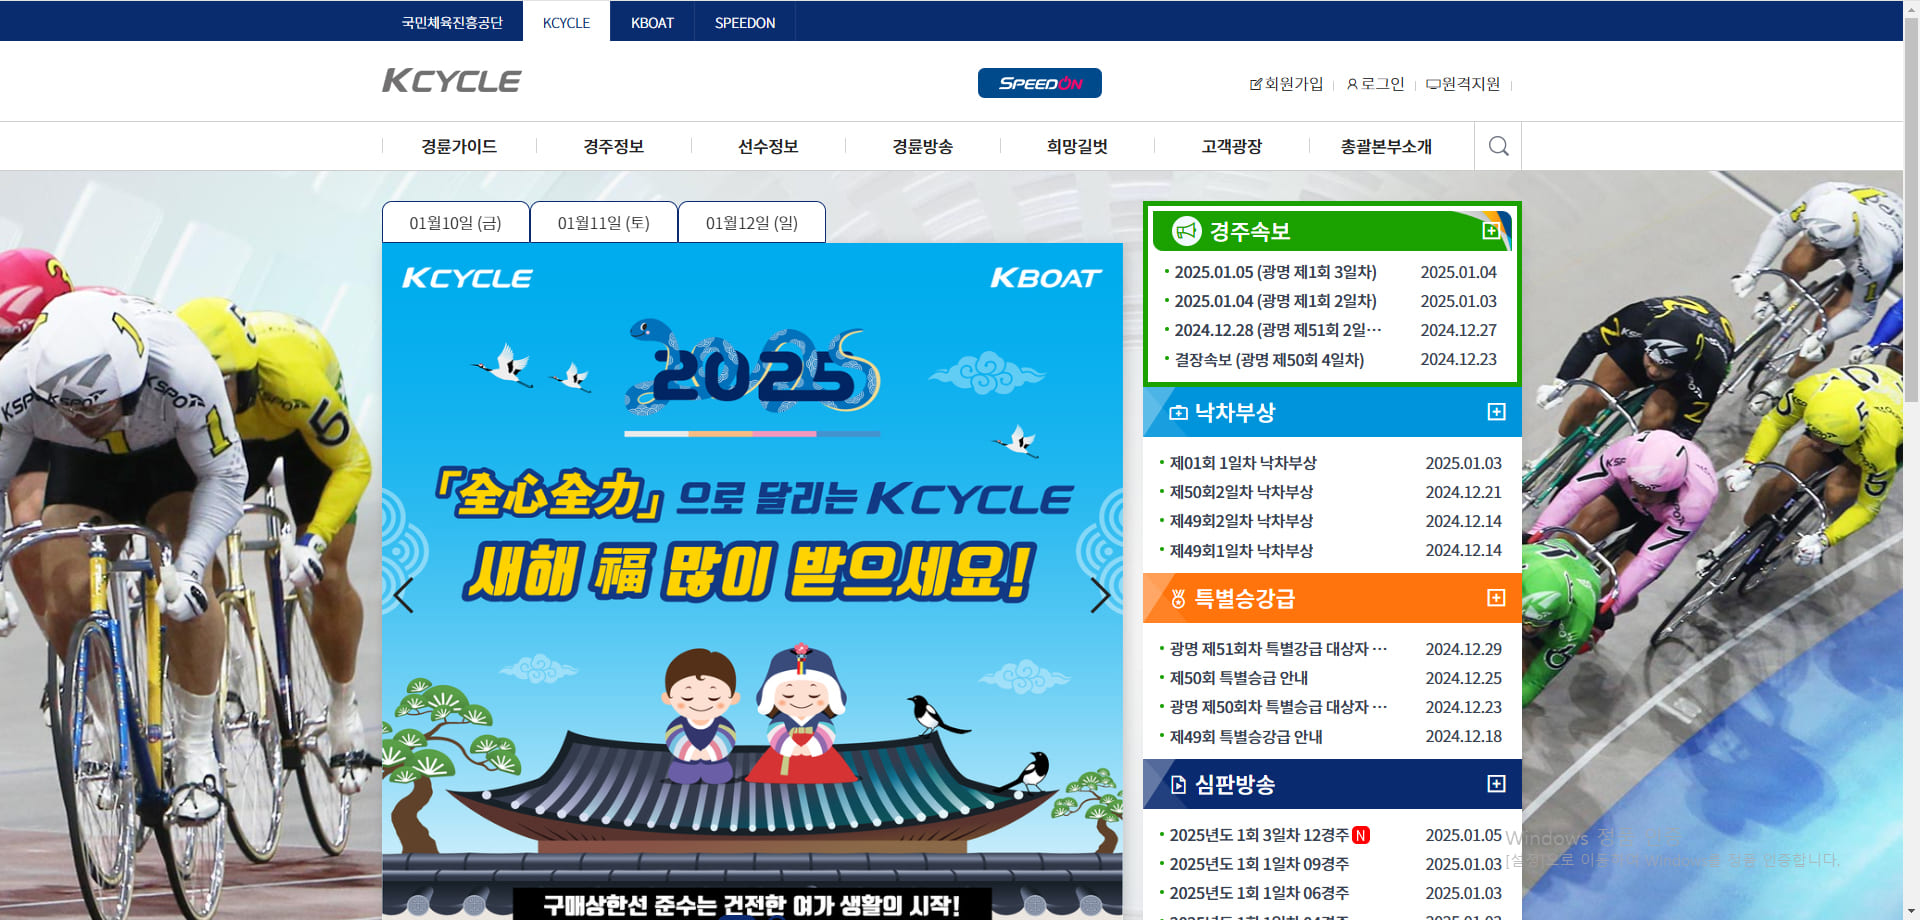 국민체육진흥공단 KCYCLE KBOAT SPEEDON
KCYCLE SPEEDON 회원가입 로그인 원격지원
경륜가이드 경주정보 선수정보 경륜방송 희망길벗 고객광장 총괄본부소개
01월10일 (금) 01월11일 (토) 01월12일 (일)
KCYCLE KBOAT
2025
「全心全力」으로 달리는 KCYCLE
새해 福 많이 받으세요!
구매상한선 준수는 건전한 여가 생활의 시작!
경주속보
2025.01.05 (광명 제1회 3일차) 2025.01.04
2025.01.04 (광명 제1회 2일차) 2025.01.03
2024.12.28 (광명 제51회 2일… 2024.12.27
결장속보 (광명 제50회 4일차) 2024.12.23
낙차부상
제01회 1일차 낙차부상 2025.01.03
제50회2일차 낙차부상 2024.12.21
제49회2일차 낙차부상 2024.12.14
제49회1일차 낙차부상 2024.12.14
특별승강급
광명 제51회차 특별강급 대상자 … 2024.12.29
제50회 특별승급 안내 2024.12.25
광명 제50회차 특별승급 대상자 … 2024.12.23
제49회 특별승강급 안내 2024.12.18
심판방송
2025년도 1회 3일차 12경주 N 2025.01.05
2025년도 1회 1일차 09경주 2025.01.03
2025년도 1회 1일차 06경주 2025.01.03
Windows 정품 인증
[설정]으로 이동하여 Windows를 정품 인증합니다.